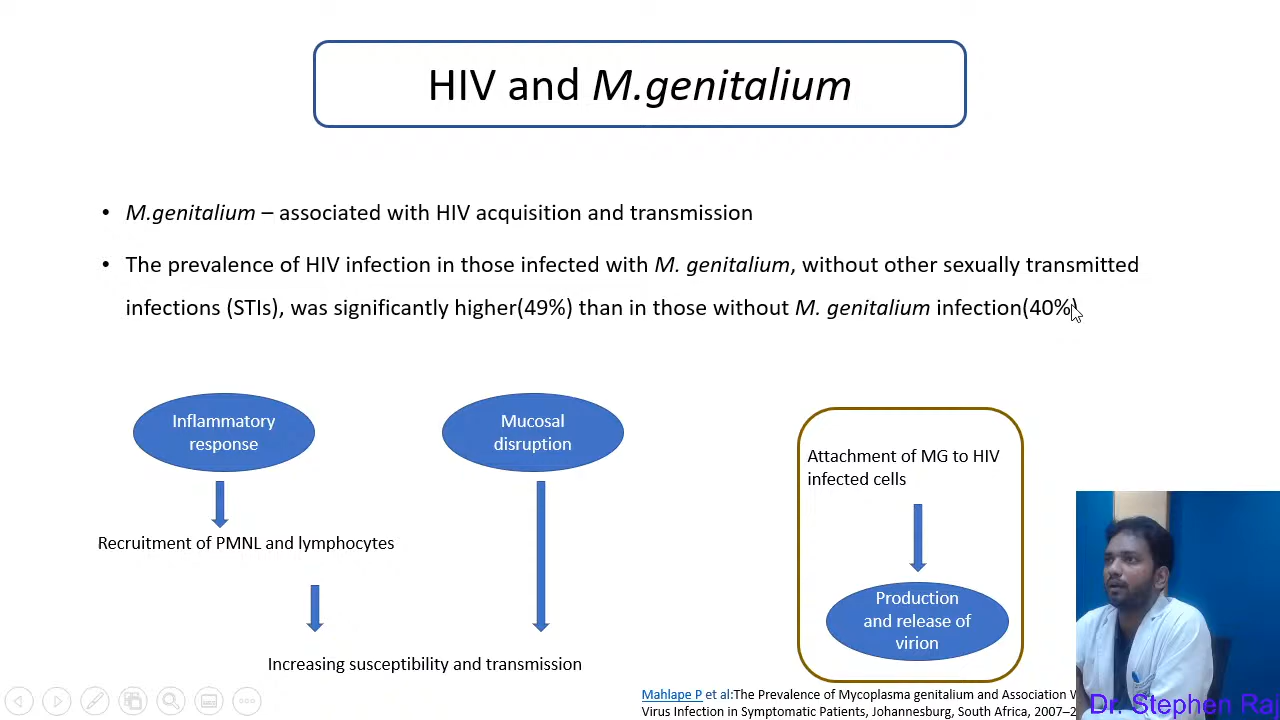 HIV and M.genitalium
• M.genitalium – associated with HIV acquisition and transmission
• The prevalence of HIV infection in those infected with M. genitalium, without other sexually transmitted
infections (STIs), was significantly higher(49%) than in those without M. genitalium infection(40%)
Inflammatory
response
Recruitment of PMNL and lymphocytes
Mucosal
disruption
Increasing susceptibility and transmission
Attachment of MG to HIV
infected cells
Production
and release of
virion
Mahlape P et al:The Prevalence of Mycoplasma genitalium and Association
Virus Infection in Symptomatic Patients, Johannesburg, South Africa, 2007–2
Dr. Stephen Raj